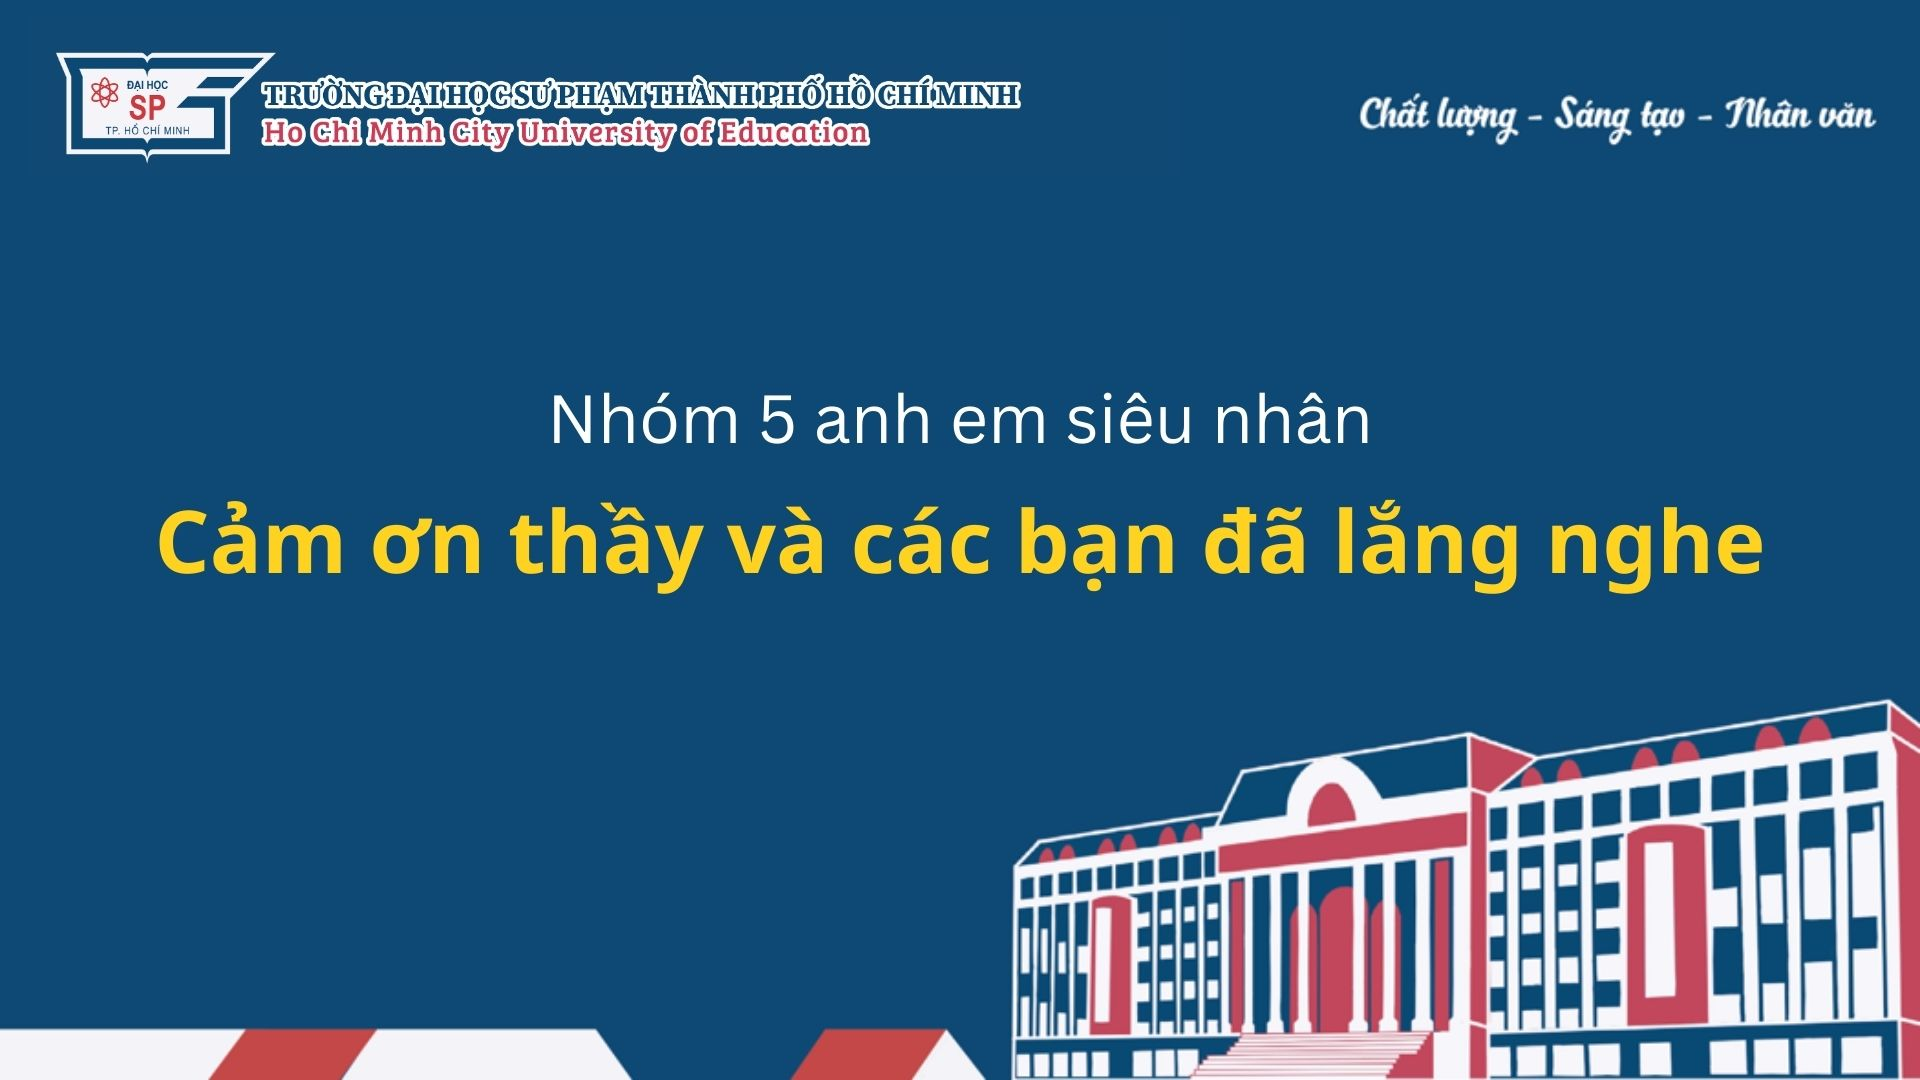 ĐẠI HỌC
SP
TP. HỒ CHÍ MINH
TRƯỜNG ĐẠI HỌC SƯ PHẠM THÀNH PHỐ HỒ CHÍ MINH
Ho Chi Minh City University of Education
Chất lượng - Sáng tạo - Nhân văn
Nhóm 5 anh em siêu nhân
Cảm ơn thầy và các bạn đã lắng nghe